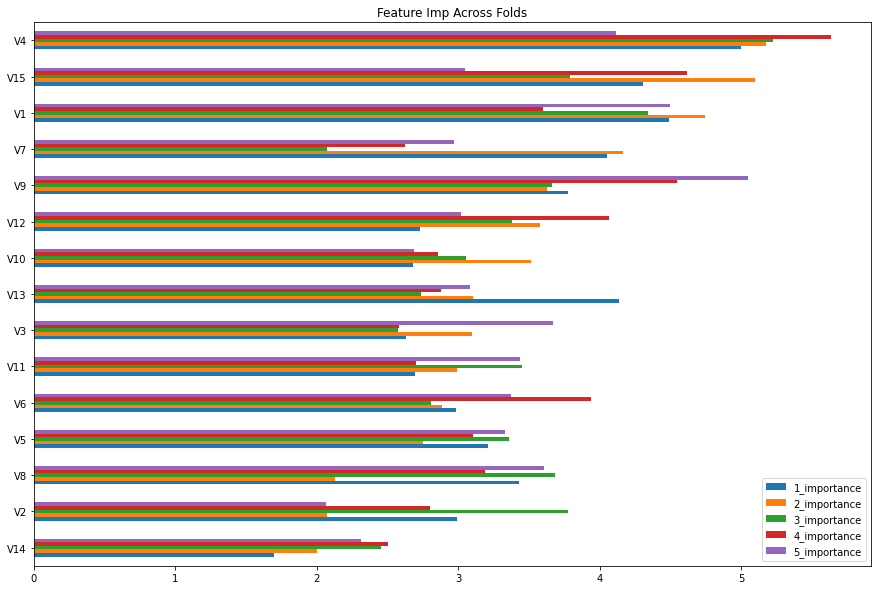 Feature Imp Across Folds
V4
V15
V1
V7
V9
V12
V10
V13
V3
V11
V6
V5
V8
V2
V14
0 1 2 3 4 5
1_importance
2_importance
3_importance
4_importance
5_importance